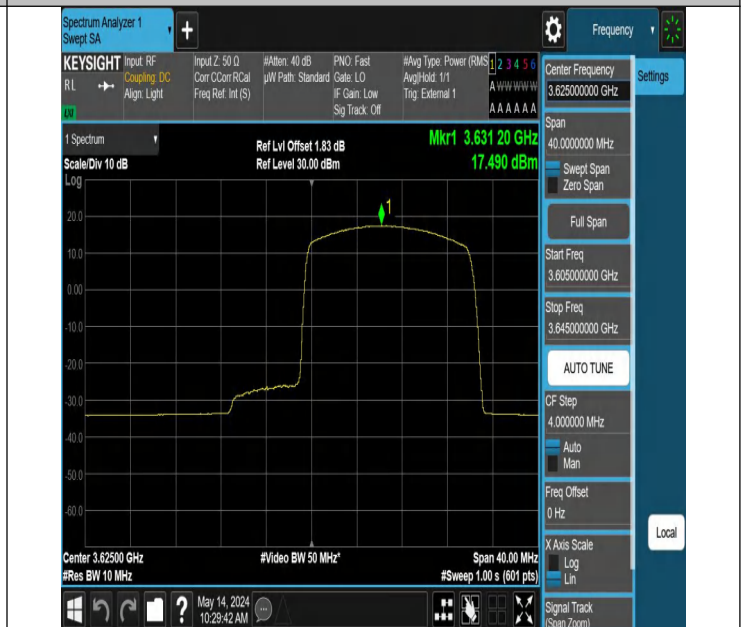 Spectrum Analyzer 1
Swept SA
+
Frequency
KEYSIGHT
RL
LXI
Input: RF
Coupling: DC
Align: Light
Input Z: 50 Ω
Corr CCorr RCal
Freq Ref: Int (S)
#Atten: 40 dB
µW Path: Standard
PNO: Fast
Gate: LO
IF Gain: Low
Sig Track: Off
#Avg Type: Power (RMS
Avg|Hold: 1/1
Trig: External 1
1 2 3 4 5 6
A W W W W W
A A A A A A
1 Spectrum
Scale/Div 10 dB
Log
Ref Lvl Offset 1.83 dB
Ref Level 30.00 dBm
Mkr1 3.631 20 GHz
17.490 dBm
1
20.0
10.0
0.00
-10.0
-20.0
-30.0
-40.0
-50.0
-60.0
Center 3.62500 GHz
#Res BW 10 MHz
#Video BW 50 MHz*
Span 40.00 MHz
#Sweep 1.00 s (601 pts)
?
May 14, 2024
10:29:42 AM
Center Frequency
3.625000000 GHz
Span
40.0000000 MHz
Swept Span
Zero Span
Full Span
Start Freq
3.605000000 GHz
Stop Freq
3.645000000 GHz
AUTO TUNE
CF Step
4.000000 MHz
Auto
Man
Freq Offset
0 Hz
X Axis Scale
Log
Lin
Signal Track
(Span Zoom)
Settings
Local